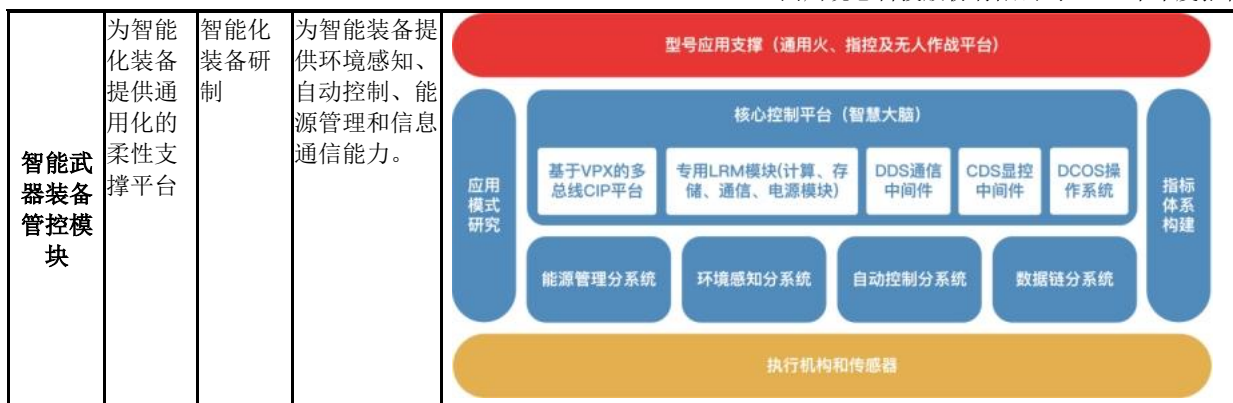 智能武
器装备
管控模
块
为智能
化装备
提供通
用化的
柔性支
撑平台
智能化
装备研
制
为智能装备提
供环境感知、
自动控制、能
源管理和信息
通信能力。
型号应用支撑（通用火、指控及无人作战平台）
应用
模式
研究
核心控制平台（智慧大脑）
基于VPX的多
总线CIP平台
专用LRM模块(计算、存
储、通信、电源模块)
DDS通信
中间件
CDS显控
中间件
DCOS操
作系统
能源管理分系统
环境感知分系统
自动控制分系统
数据链分系统
指标
体系
构建
执行机构和传感器